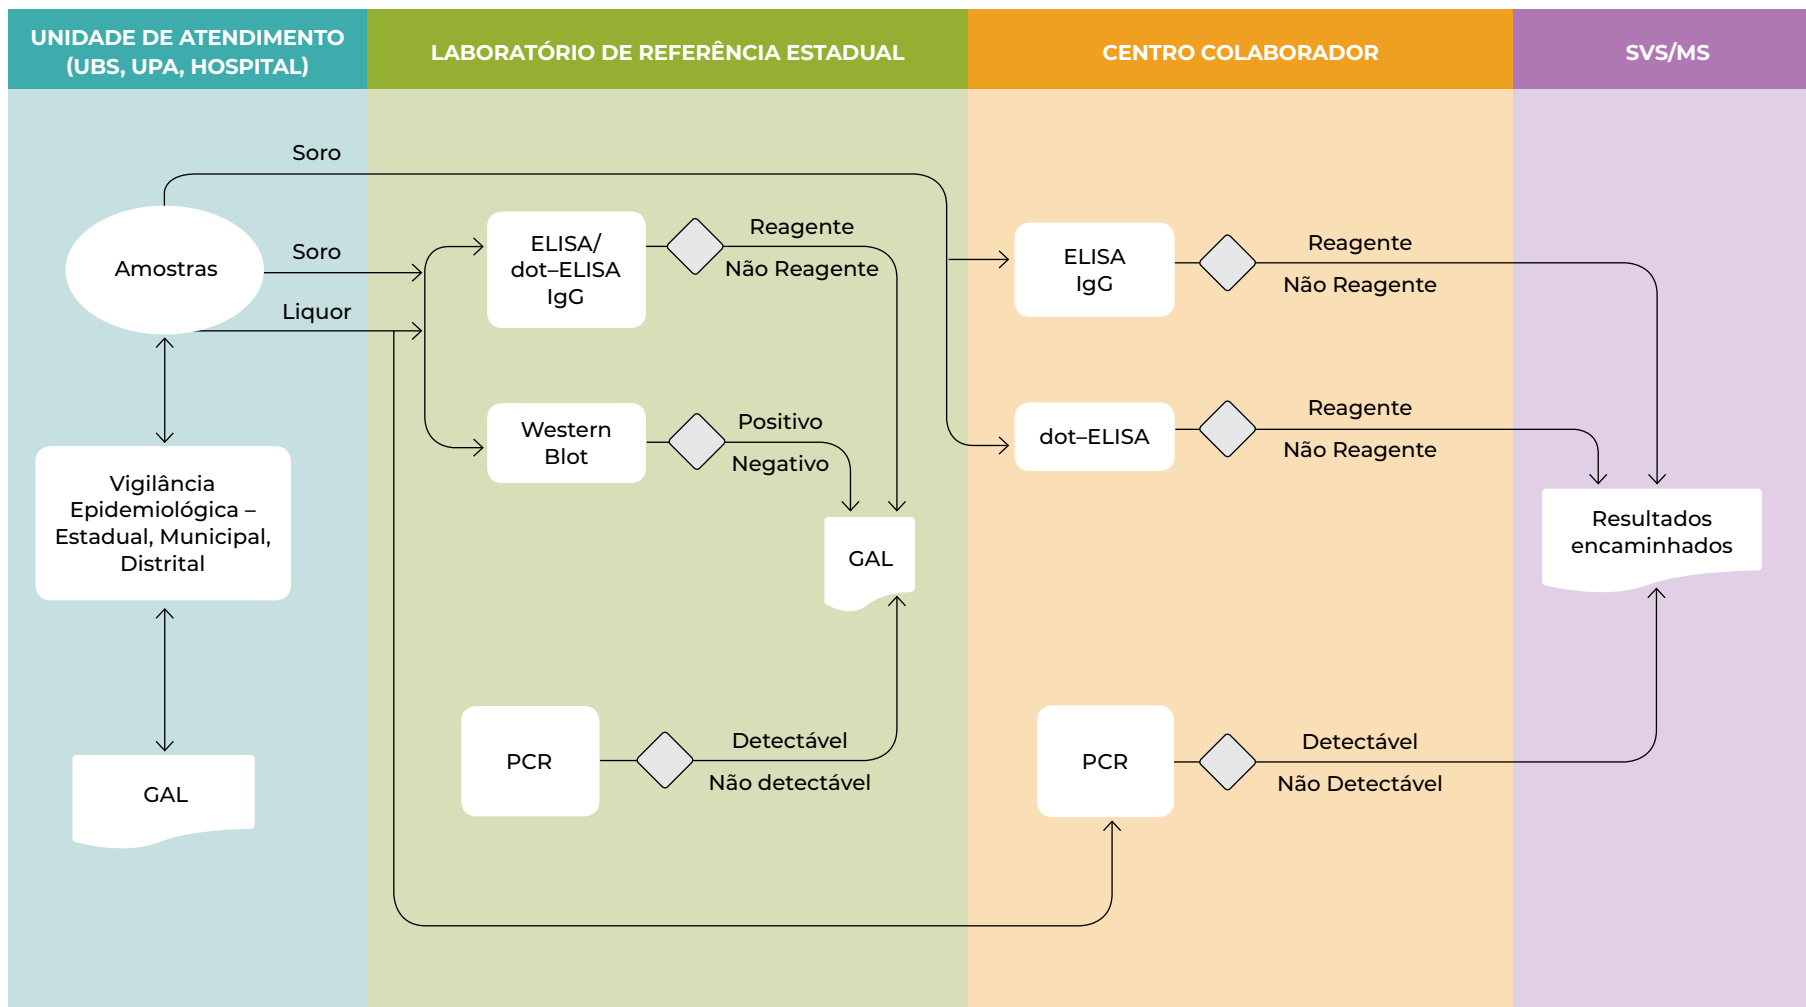 UNIDADE DE ATENDIMENTO
(UBS, UPA, HOSPITAL)
LABORATÓRIO DE REFERÊNCIA ESTADUAL
CENTRO COLABORADOR
SVS/MS
Soro
Amostras
Soro
Liquor
Vigilância
Epidemiológica –
Estadual, Municipal,
Distrital
GAL
ELISA/
dot–ELISA
IgG
Reagente
Não Reagente
Western
Blot
Positivo
Negativo
GAL
PCR
Detectável
Não detectável
ELISA
IgG
Reagente
Não Reagente
dot–ELISA
Reagente
Não Reagente
PCR
Detectável
Não Detectável
Resultados
encaminhados